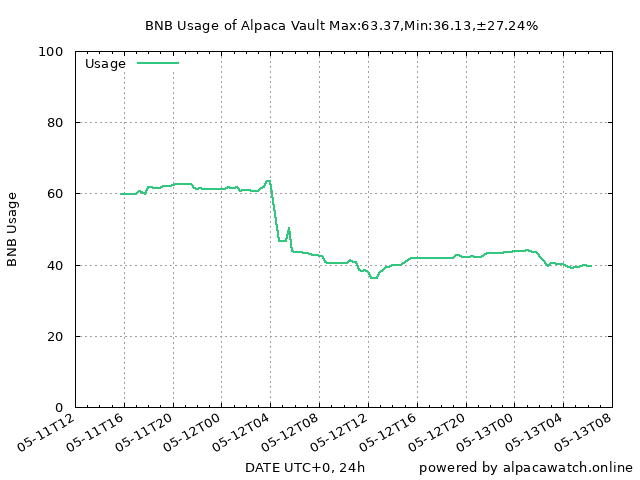 BNB Usage of Alpaca Vault Max:63.37,Min:36.13,±27.24%
100
Usage
80
60
40
20
0
BNB Usage
05-11T12
05-11T16
05-11T20
05-12T00
05-12T04
05-12T08
05-12T12
05-12T16
05-12T20
05-13T00
05-13T04
05-13T08
DATE UTC+0, 24h
powered by alpacawatch.online